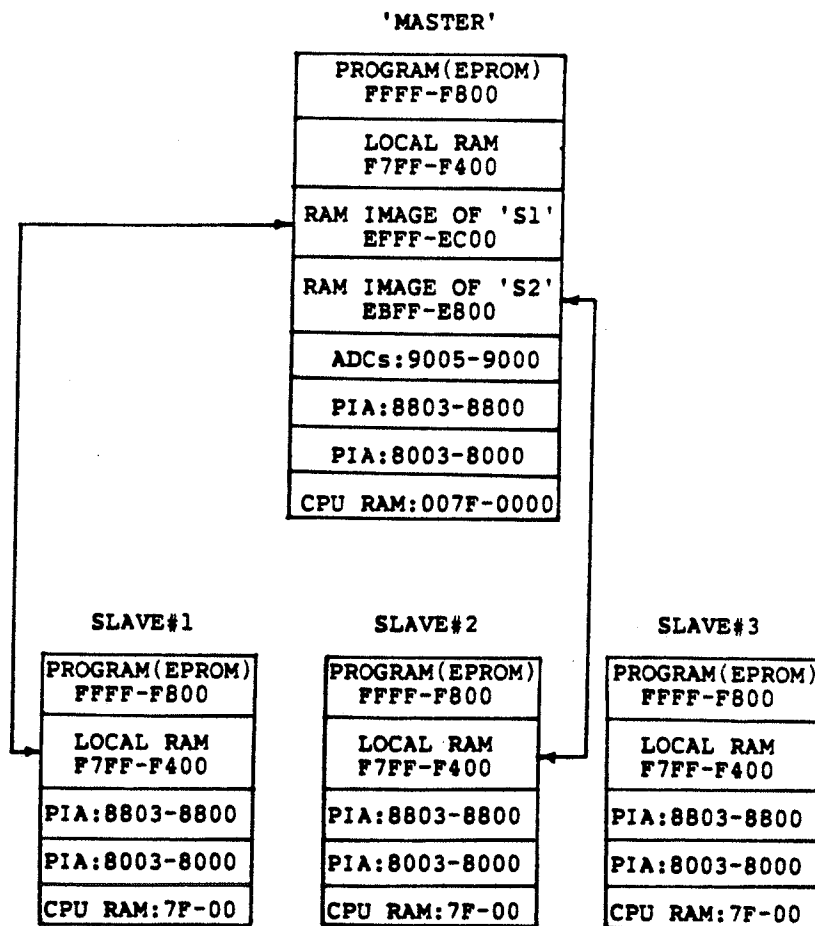 'MASTER'
PROGRAM(EPROM)
FFFF-F800
LOCAL RAM
F7FF-F400
RAM IMAGE OF 'S1'
EFFF-EC00
RAM IMAGE OF 'S2'
EBFF-E800
ADCs:9005-9000
PIA:8803-8800
PIA:8003-8000
CPU RAM:007F-0000
SLAVE#1
PROGRAM(EPROM)
FFFF-F800
LOCAL RAM
F7FF-F400
PIA:8803-8800
PIA:8003-8000
CPU RAM:7F-00
SLAVE#2
PROGRAM(EPROM)
FFFF-F800
LOCAL RAM
F7FF-F400
PIA:8803-8800
PIA:8003-8000
CPU RAM:7F-00
SLAVE#3
PROGRAM(EPROM)
FFFF-F800
LOCAL RAM
F7FF-F400
PIA:8803-8800
PIA:8003-8000
CPU RAM:7F-00